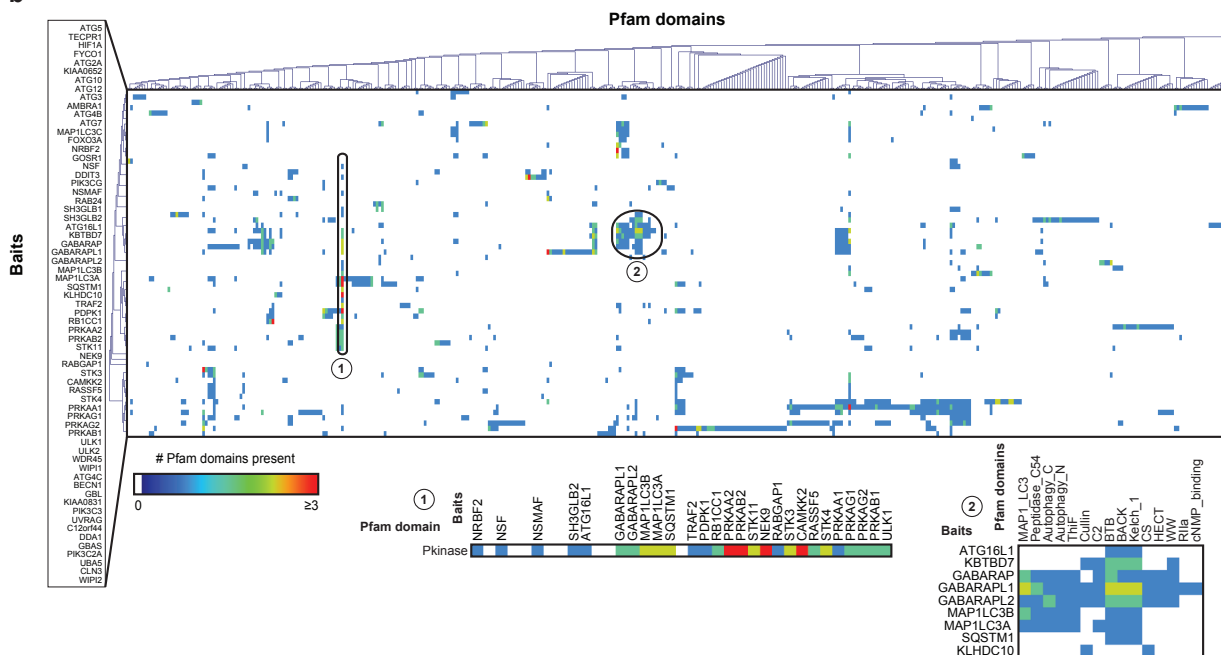 b
Pfam domains
ATG5
TECPR1
HIF1A
FYCO1
ATG2A
KIAA0652
ATG10
ATG12
ATG3
AMBRA1
ATG4B
ATG7
MAP1LC3C
FOXO3A
NRBF2
GOSR1
NSF
DDIT3
PIK3CG
NSMAF
RAB24
SH3GLB1
SH3GLB2
ATG16L1
KBTBD7
GABARAP
GABARAPL1
GABARAPL2
MAP1LC3B
MAP1LC3A
SQSTM1
KLHDC10
TRAF2
PDPK1
RB1CC1
PRKAA2
PRKAB2
STK11
NEK9
RABGAP1
STK3
CAMKK2
RASSF5
STK4
PRKAA1
PRKAG1
PRKAG2
PRKAB1
ULK1
ULK2
WDR45
WIPI1
ATG4C
BECN1
GBL
KIAA0831
PIK3C3
UVRAG
C12orf44
DDA1
GBAS
PIK3C2A
UBA5
CLN3
WIPI2
Baits
1
2
# Pfam domains present
0
≥3
1
Pfam domain
Baits
NRBF2
NSF
NSMAF
SH3GLB2
ATG16L1
GABARAPL1
GABARAPL2
MAP1LC3B
MAP1LC3A
SQSTM1
TRAF2
PDPK1
RB1CC1
PRKAA2
PRKAB2
STK11
NEK9
RABGAP1
STK3
CAMKK2
RASSF5
STK4
PRKAA1
PRKAG1
PRKAG2
PRKAB1
ULK1
Pkinase
2
Baits
Pfam domains
MAP1_LC3
Peptidase_C54
Autophagy_C
Autophagy_N
ThiF
Cullin
C2
BTB
BACK
Kelch_1
CS
HECT
WW
RIIa
cNMP_binding
ATG16L1
KBTBD7
GABARAP
GABARAPL1
GABARAPL2
MAP1LC3B
MAP1LC3A
SQSTM1
KLHDC10